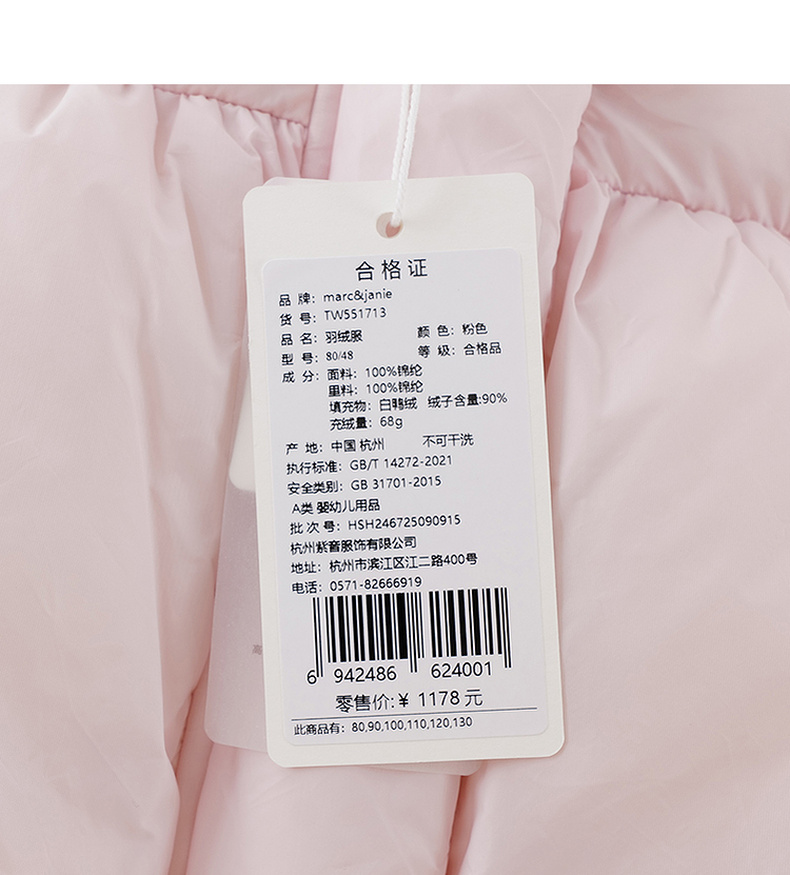 合格证
品 牌：marc&janie
货 号：TW551713
品 名：羽绒服 颜 色：粉色
型 号：80/48 等 级：合格品
成 分：面料：100%锦纶
里料：100%锦纶
填充物：白鸭绒 绒子含量:90%
充绒量：68g
产 地：中国 杭州 不可干洗
执行标准：GB/T 14272-2021
安全类别：GB 31701-2015
A类 婴幼儿用品
批 次 号：HSH246725090915
杭州紫音服饰有限公司
地址：杭州市滨江区江二路400号
电话：0571-82666919
6 942486 624001
零售价:¥ 1178 元
此商品有：80,90,100,110,120,130